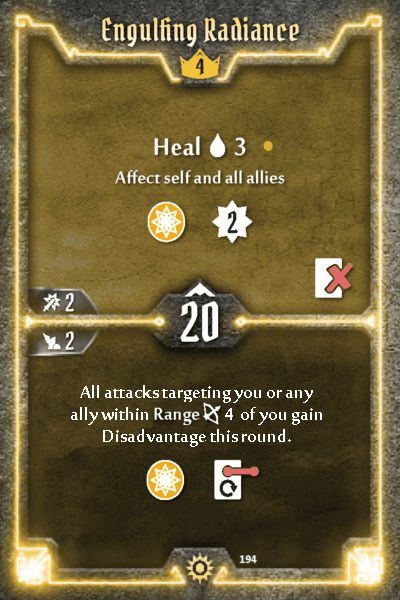 Engulfing Radiance
4
Heal 3
Affect self and all allies
2
2
20
2
All attacks targeting you or any
ally within Range 4 of you gain
Disadvantage this round.
194